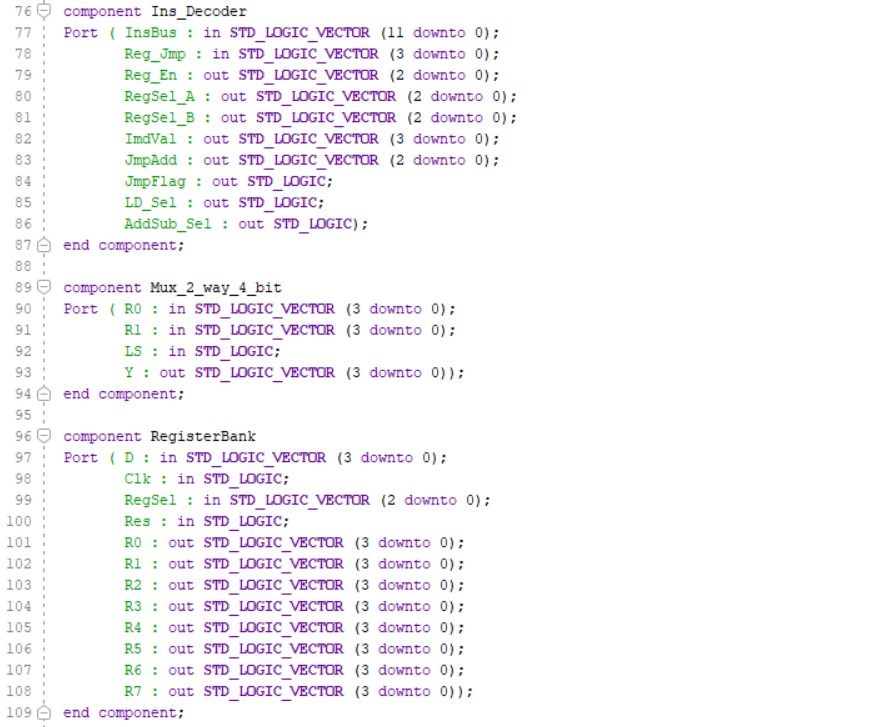 76 component Ins_Decoder
77 Port ( InsBus : in STD_LOGIC_VECTOR (11 downto 0);
78 Reg_Jmp : in STD_LOGIC_VECTOR (3 downto 0);
79 Reg_En : out STD_LOGIC_VECTOR (2 downto 0);
80 RegSel_A : out STD_LOGIC_VECTOR (2 downto 0);
81 RegSel_B : out STD_LOGIC_VECTOR (2 downto 0);
82 ImdVal : out STD_LOGIC_VECTOR (3 downto 0);
83 JmpAdd : out STD_LOGIC_VECTOR (2 downto 0);
84 JmpFlag : out STD_LOGIC;
85 LD_Sel : out STD_LOGIC;
86 AddSub_Sel : out STD_LOGIC);
87 end component;
88
89 component Mux_2_way_4_bit
90 Port ( R0 : in STD_LOGIC_VECTOR (3 downto 0);
91 R1 : in STD_LOGIC_VECTOR (3 downto 0);
92 LS : in STD_LOGIC;
93 Y : out STD_LOGIC_VECTOR (3 downto 0));
94 end component;
95
96 component RegisterBank
97 Port ( D : in STD_LOGIC_VECTOR (3 downto 0);
98 Clk : in STD_LOGIC;
99 RegSel : in STD_LOGIC_VECTOR (2 downto 0);
100 Res : in STD_LOGIC;
101 R0 : out STD_LOGIC_VECTOR (3 downto 0);
102 R1 : out STD_LOGIC_VECTOR (3 downto 0);
103 R2 : out STD_LOGIC_VECTOR (3 downto 0);
104 R3 : out STD_LOGIC_VECTOR (3 downto 0);
105 R4 : out STD_LOGIC_VECTOR (3 downto 0);
106 R5 : out STD_LOGIC_VECTOR (3 downto 0);
107 R6 : out STD_LOGIC_VECTOR (3 downto 0);
108 R7 : out STD_LOGIC_VECTOR (3 downto 0));
109 end component;